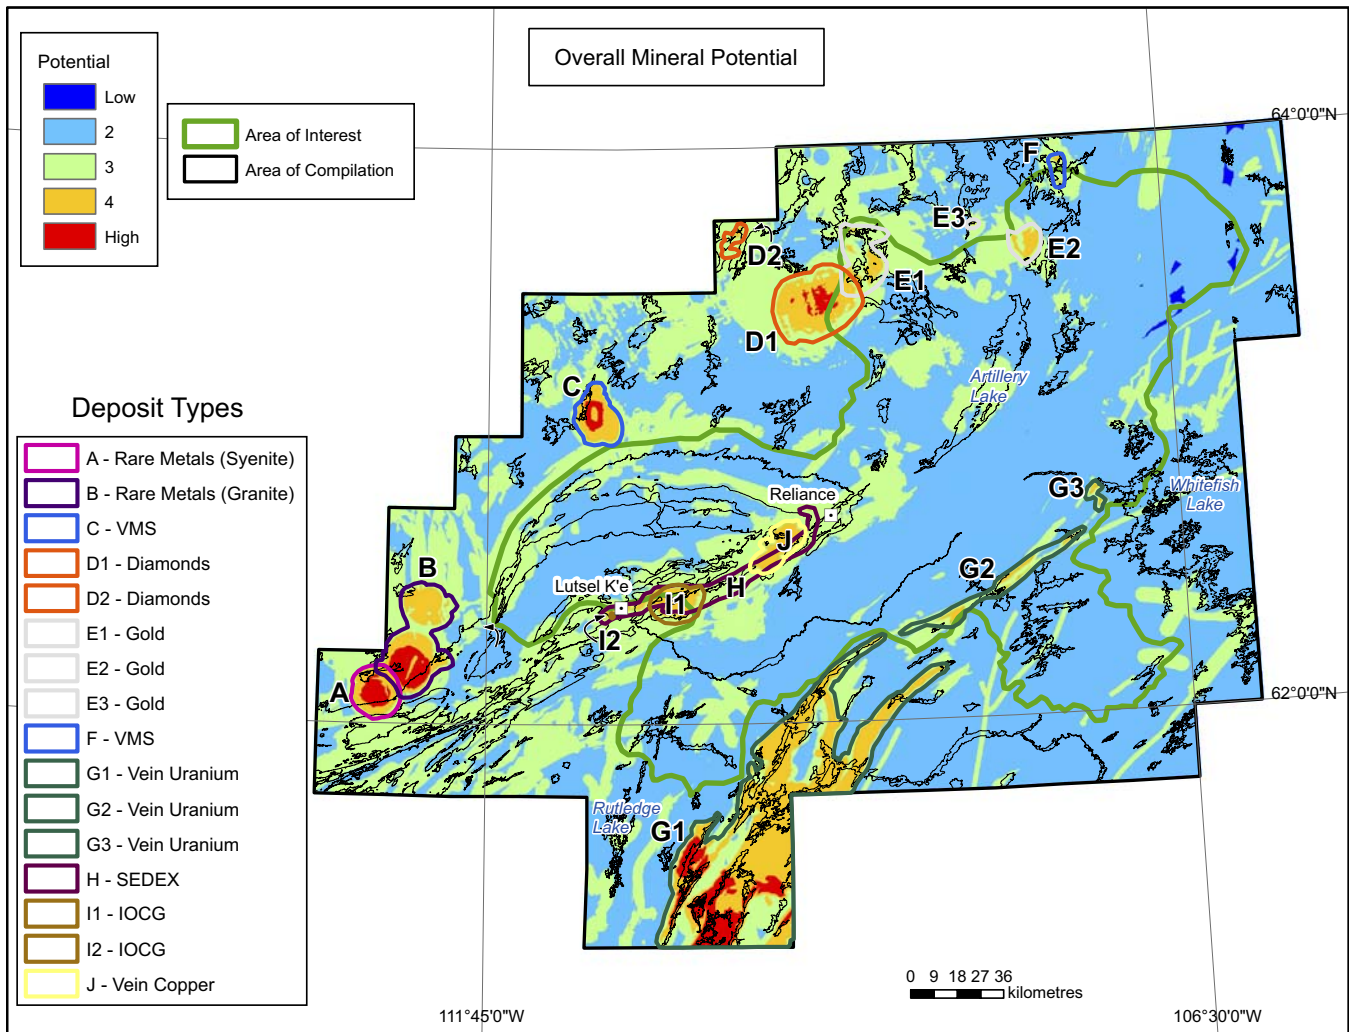 Overall Mineral Potential
Potential
Low
2
3
4
High
Area of Interest
Area of Compilation
64°0'0"N
F
E3
E2
D2
E1
D1
Artillery
Lake
C
Deposit Types
A - Rare Metals (Syenite)
B - Rare Metals (Granite)
C - VMS
D1 - Diamonds
D2 - Diamonds
E1 - Gold
E2 - Gold
E3 - Gold
F - VMS
G1 - Vein Uranium
G2 - Vein Uranium
G3 - Vein Uranium
H - SEDEX
I1 - IOCG
I2 - IOCG
J - Vein Copper
Reliance
G3
Whitefish
Lake
J
B
Lutsel K'e
H
G2
I1
I2
A
62°0'0"N
Rutledge
Lake
G1
0 9 18 27 36
kilometres
111°45'0"W
106°30'0"W